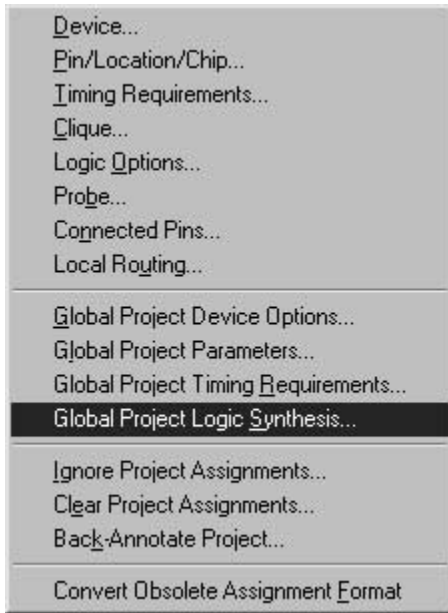 Device...
Pin/Location/Chip...
Timing Requirements...
Clique...
Logic Options...
Probe...
Connected Pins...
Local Routing...
Global Project Device Options...
Global Project Parameters...
Global Project Timing Requirements...
Global Project Logic Synthesis...
Ignore Project Assignments...
Clear Project Assignments...
Back-Annotate Project...
Convert Obsolete Assignment Format